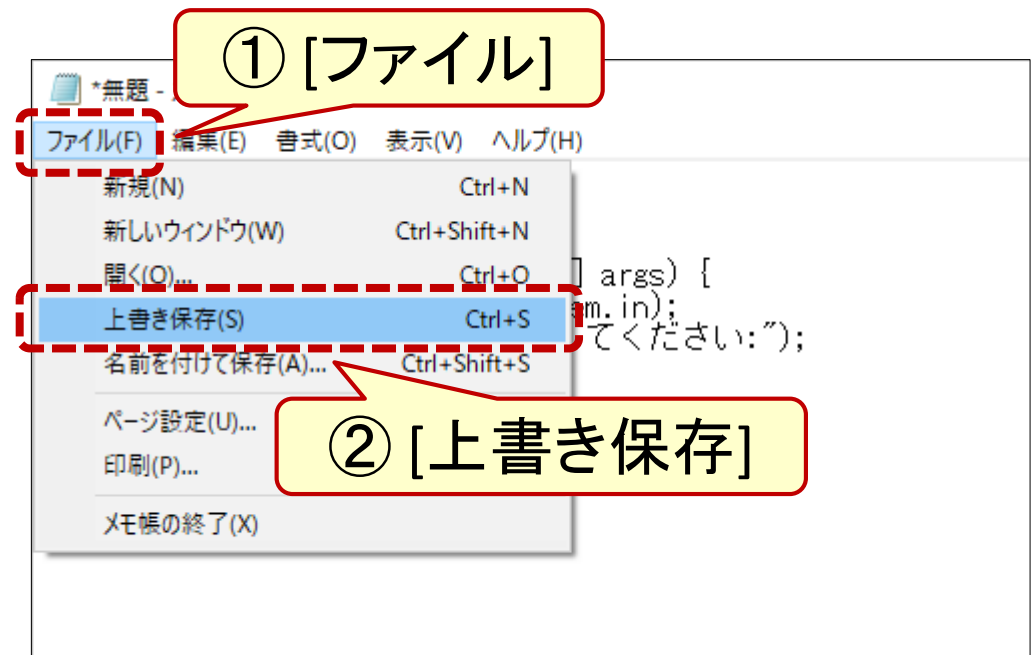 ① [ファイル]
*無題 -
ファイル(F) 編集(E) 書式(O) 表示(V) ヘルプ(H)
新規(N) Ctrl+N
新しいウィンドウ(W) Ctrl+Shift+N
開く(O)... Ctrl+O ] args) {
上書き保存(S) Ctrl+S em.in);
てください:");
名前を付けて保存(A)... Ctrl+Shift+S
ページ設定(U)...
② [上書き保存]
印刷(P)...
メモ帳の終了(X)